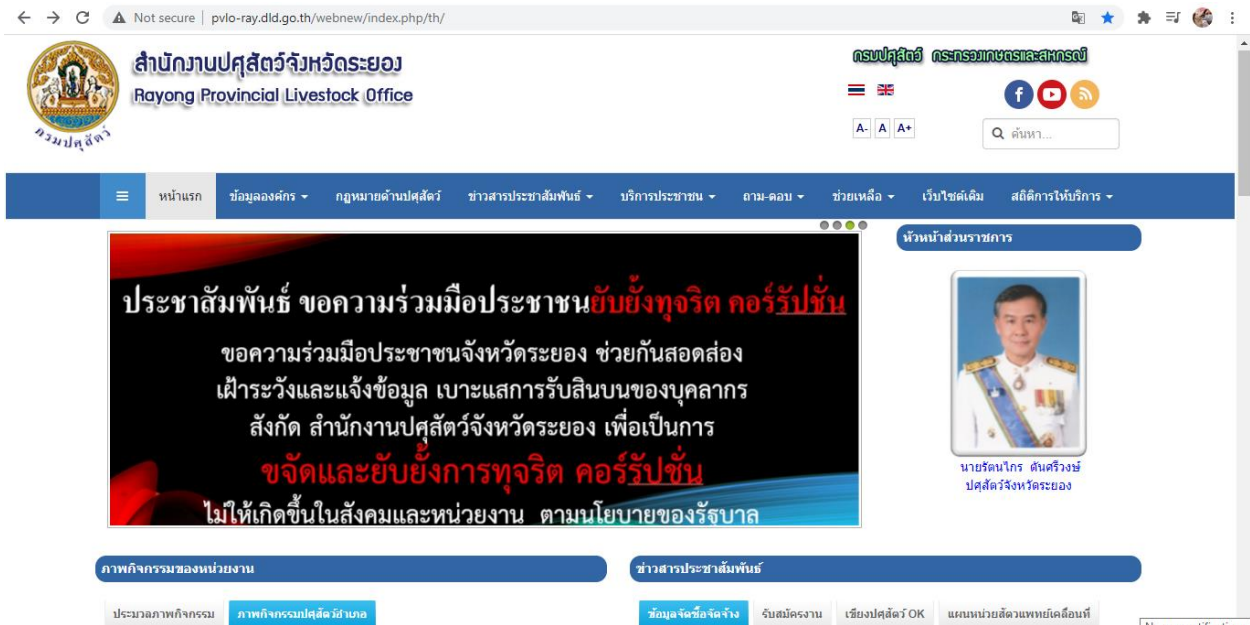 Not secure | pvlo-ray.dld.go.th/webnew/index.php/th/
สำนักงานปศุสัตว์จังหวัดระยอง
Rayong Provincial Livestock Office
กรมปศุสัตว์
กรมปศุสัตว์ กระทรวงเกษตรและสหกรณ์
A- A A+
ค้นหา...
หน้าแรก ข้อมูลองค์กร กฎหมายด้านปศุสัตว์ ข่าวสารประชาสัมพันธ์ บริการประชาชน ถาม-ตอบ ช่วยเหลือ เว็บไซต์เดิม สถิติการให้บริการ
ประชาสัมพันธ์ ขอความร่วมมือประชาชนยับยั้งทุจริต คอร์รัปชั่น
ขอความร่วมมือประชาชนจังหวัดระยอง ช่วยกันสอดส่อง
เฝ้าระวังและแจ้งข้อมูล เบาะแสการรับสินบนของบุคลากร
สังกัด สำนักงานปศุสัตว์จังหวัดระยอง เพื่อเป็นการ
ขจัดและยับยั้งการทุจริต คอร์รัปชั่น
ไม่ให้เกิดขึ้นในสังคมและหน่วยงาน ตามนโยบายของรัฐบาล
หัวหน้าส่วนราชการ
นายรัตนไกร ตันศรีวงษ์
ปศุสัตว์จังหวัดระยอง
ภาพกิจกรรมของหน่วยงาน
ประมวลภาพกิจกรรม ภาพกิจกรรมปศุสัตว์อำเภอ
ข่าวสารประชาสัมพันธ์
ข้อมูลจัดซื้อจัดจ้าง รับสมัครงาน เขียงปศุสัตว์ OK แผนหน่วยสัตวแพทย์เคลื่อนที่